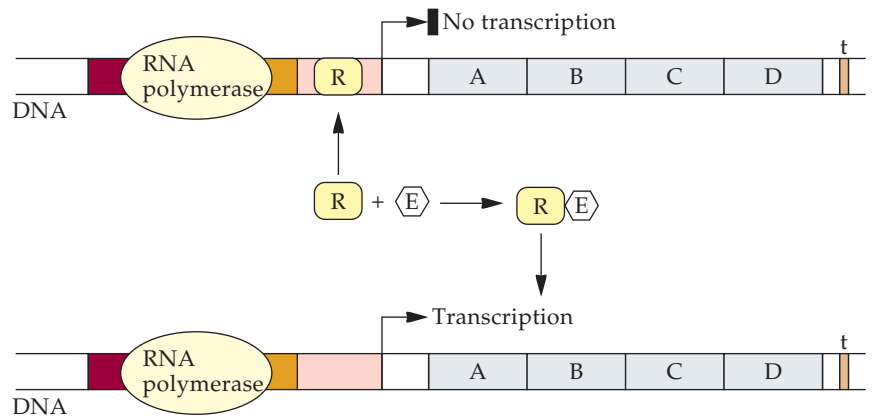 No transcription
t
RNA
polymerase
R
A B C D
DNA
R + E R E
Transcription
t
RNA
polymerase
A B C D
DNA